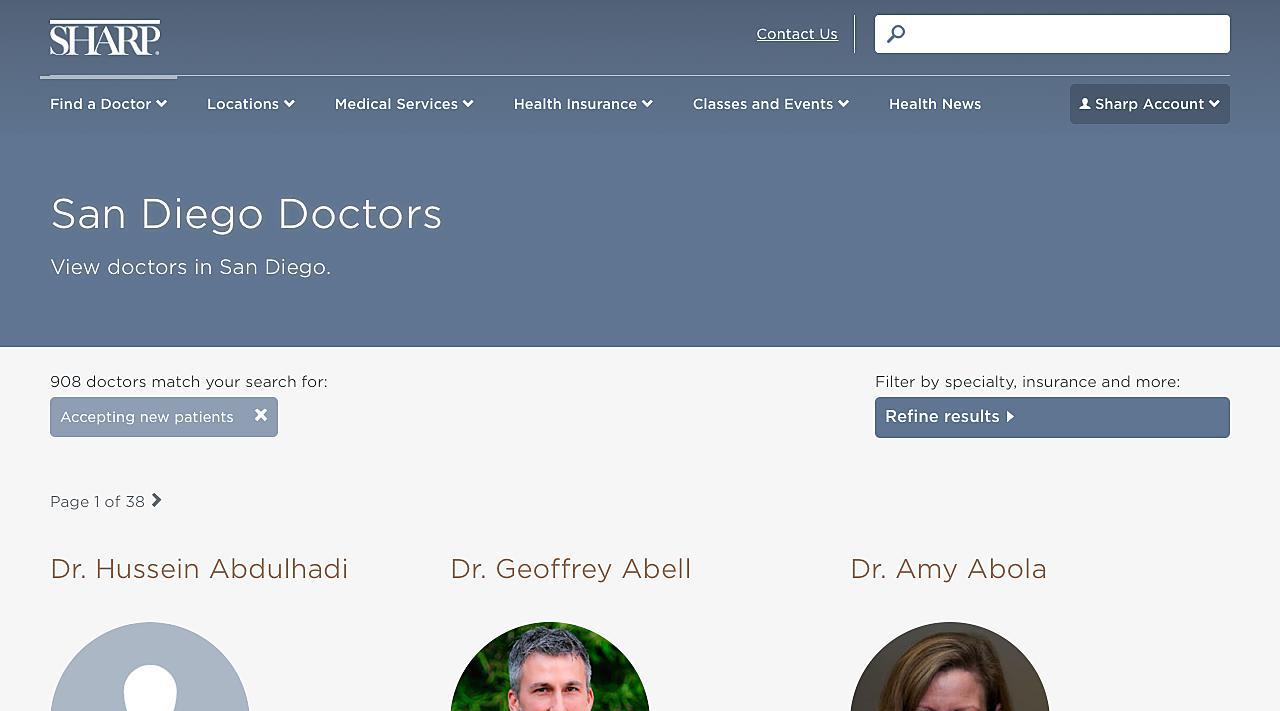 SHARP
Contact Us
Find a Doctor
Locations
Medical Services
Health Insurance
Classes and Events
Health News
Sharp Account
San Diego Doctors
View doctors in San Diego.
908 doctors match your search for:
Accepting new patients
Filter by specialty, insurance and more:
Refine results
Page 1 of 38
Dr. Hussein Abdulhadi
Dr. Geoffrey Abell
Dr. Amy Abola